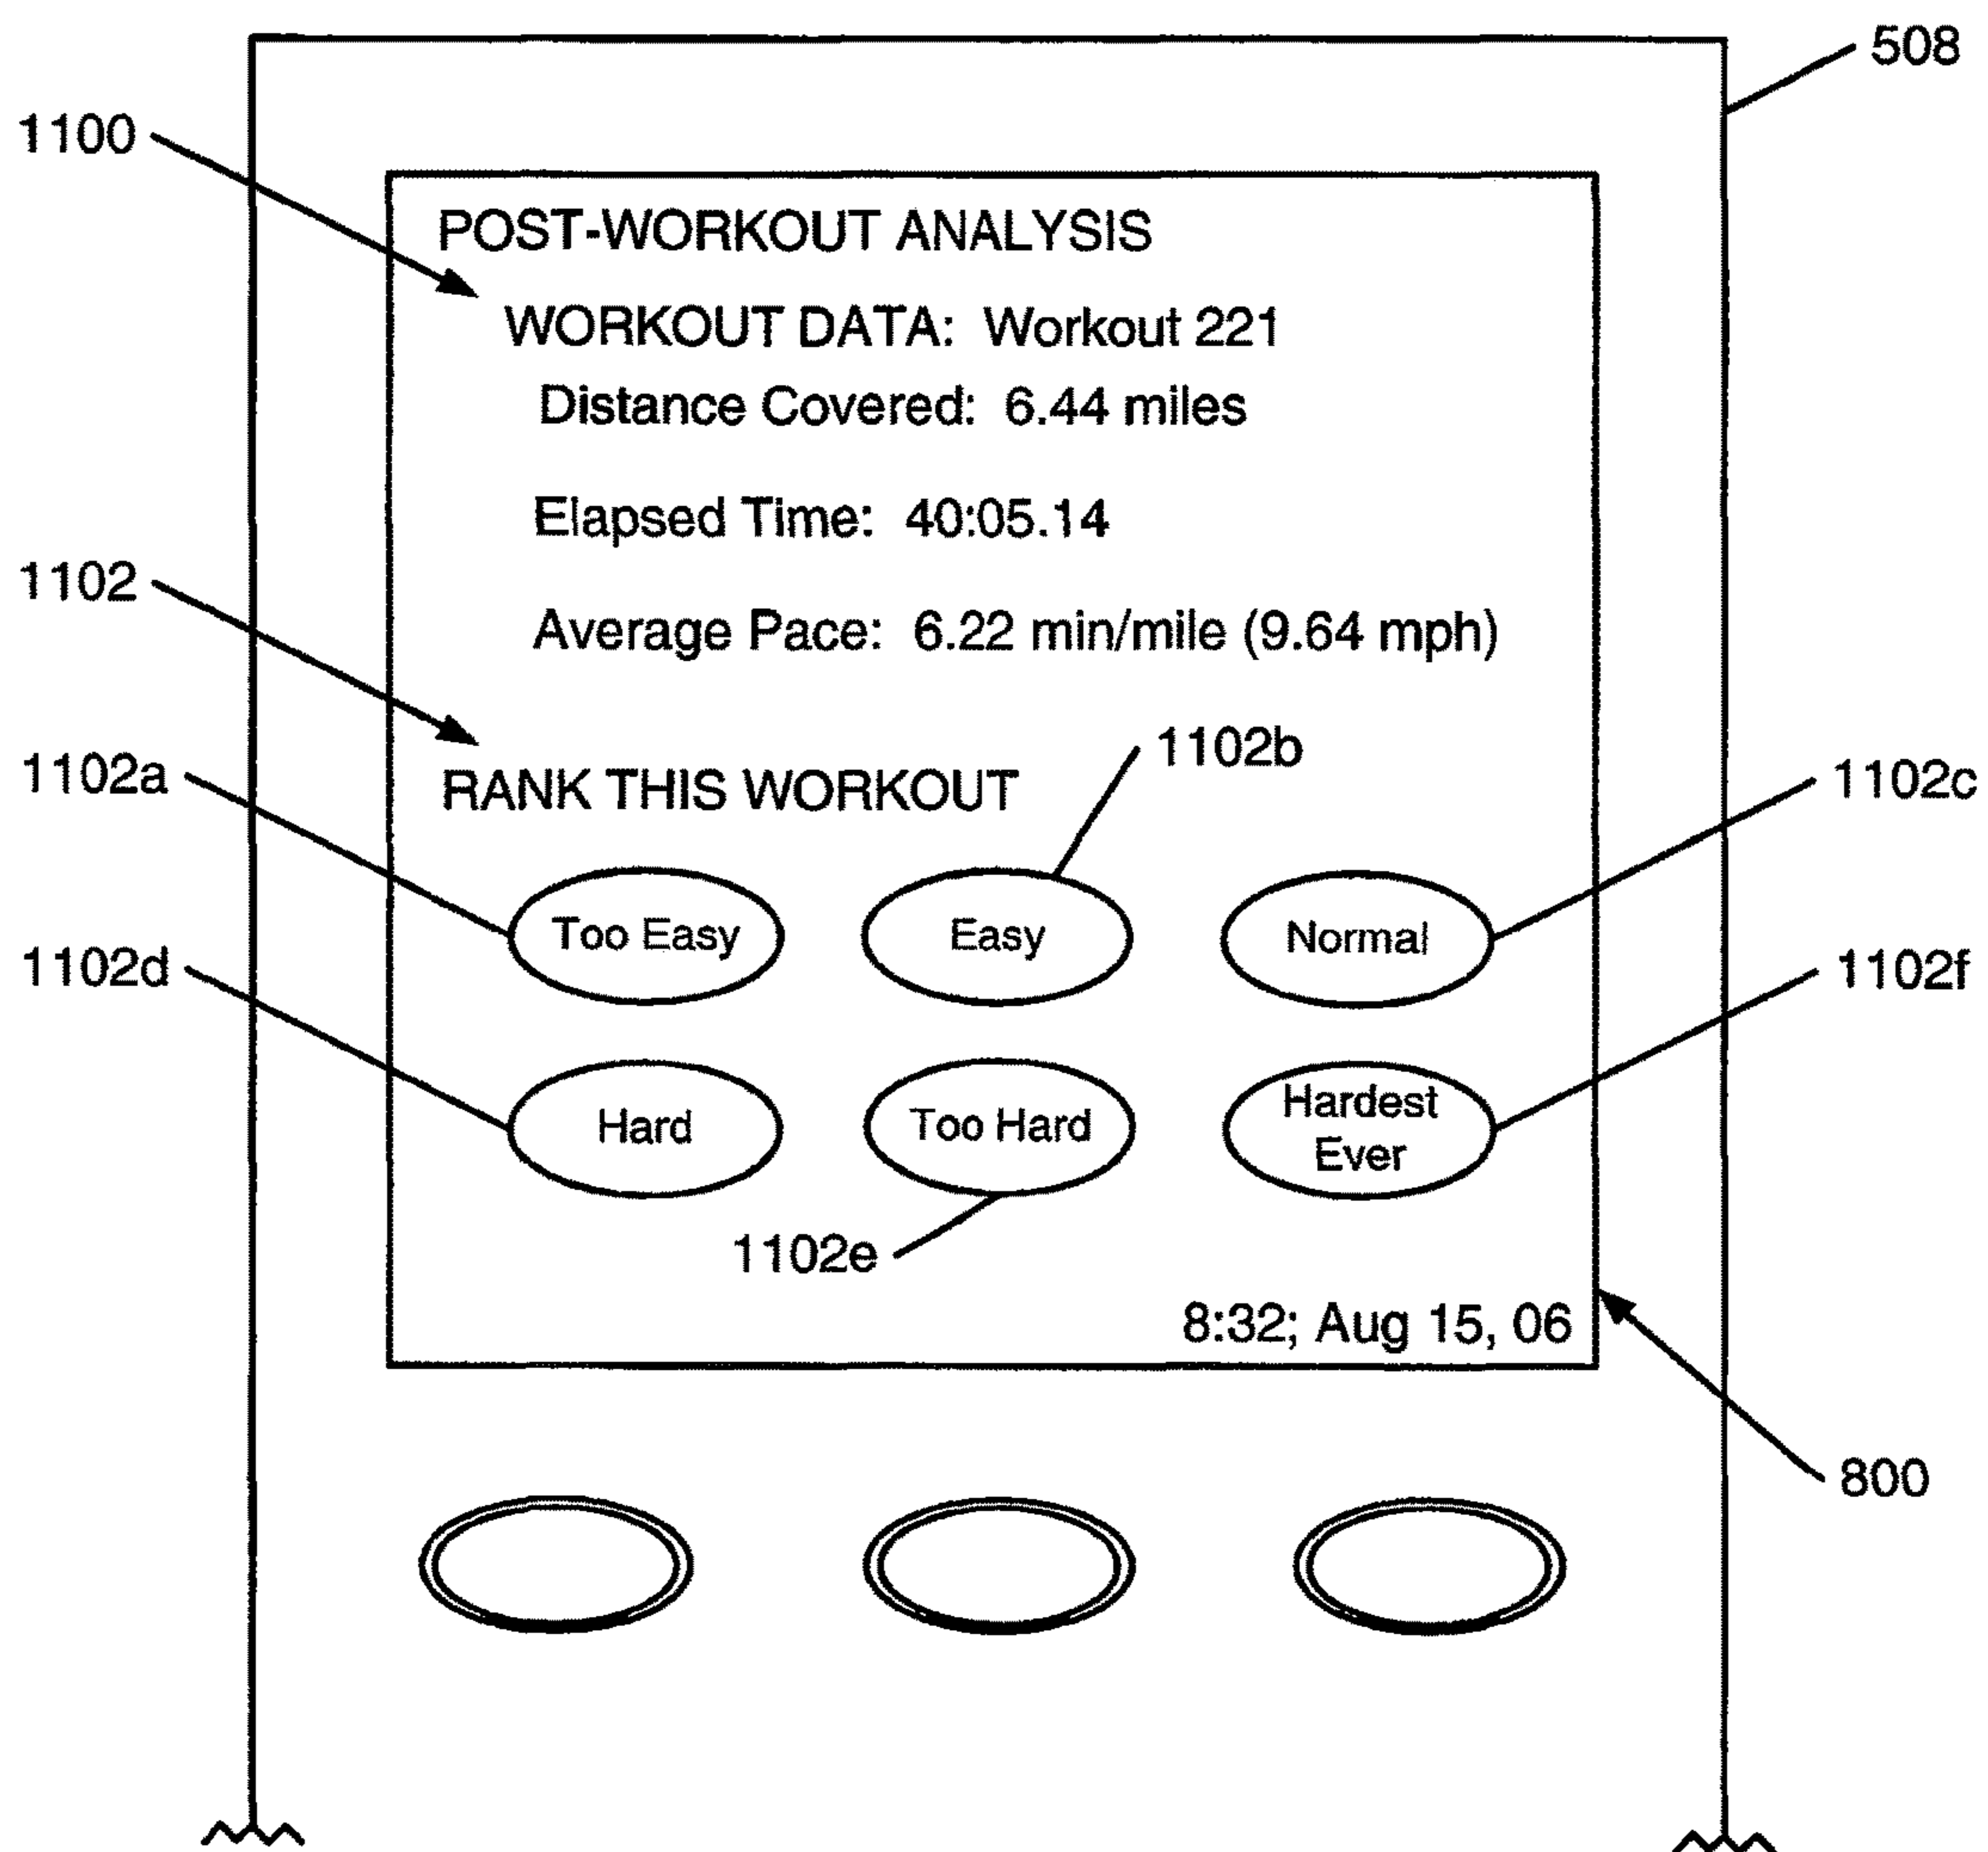 508
1100
POST-WORKOUT ANALYSIS
WORKOUT DATA: Workout 221
Distance Covered: 6.44 miles
Elapsed Time: 40:05.14
1102
Average Pace: 6.22 min/mile (9.64 mph)
1102b
1102a
RANK THIS WORKOUT
1102c
Too Easy Easy Normal
1102d
1102f
Hard Too Hard Hardest
Ever
1102e
8:32; Aug 15, 06
800